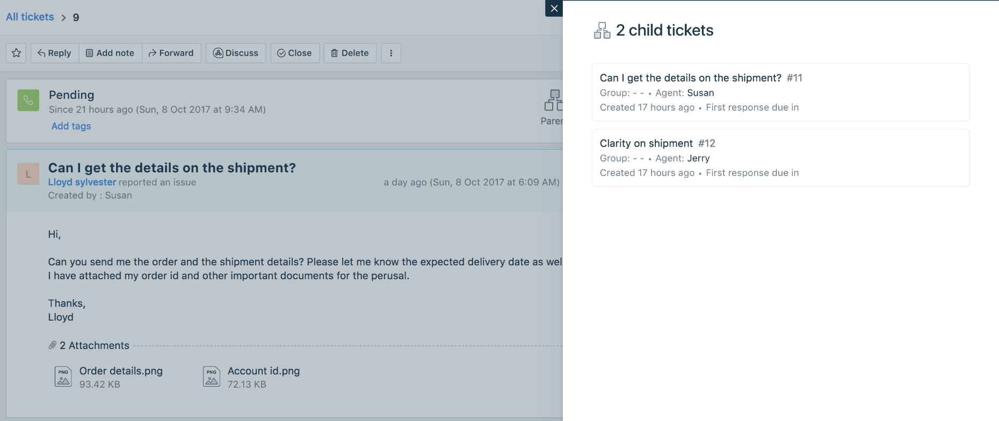 All tickets > 9
Reply Add note Forward Discuss Close Delete
Pending
Since 21 hours ago (Sun, 8 Oct 2017 at 9:34 AM)
Add tags
L
Can I get the details on the shipment?
Lloyd sylvester reported an issue a day ago (Sun, 8 Oct 2017 at 6:09 AM)
Created by : Susan
Hi,
Can you send me the order and the shipment details? Please let me know the expected delivery date as wel
I have attached my order id and other important documents for the perusal.
Thanks,
Lloyd
2 Attachments
PNG Order details.png
93.42 KB
PNG Account id.png
72.13 KB
2 child tickets
Can I get the details on the shipment? #11
Group: - - • Agent: Susan
Created 17 hours ago • First response due in
Clarity on shipment #12
Group: - - • Agent: Jerry
Created 17 hours ago • First response due in